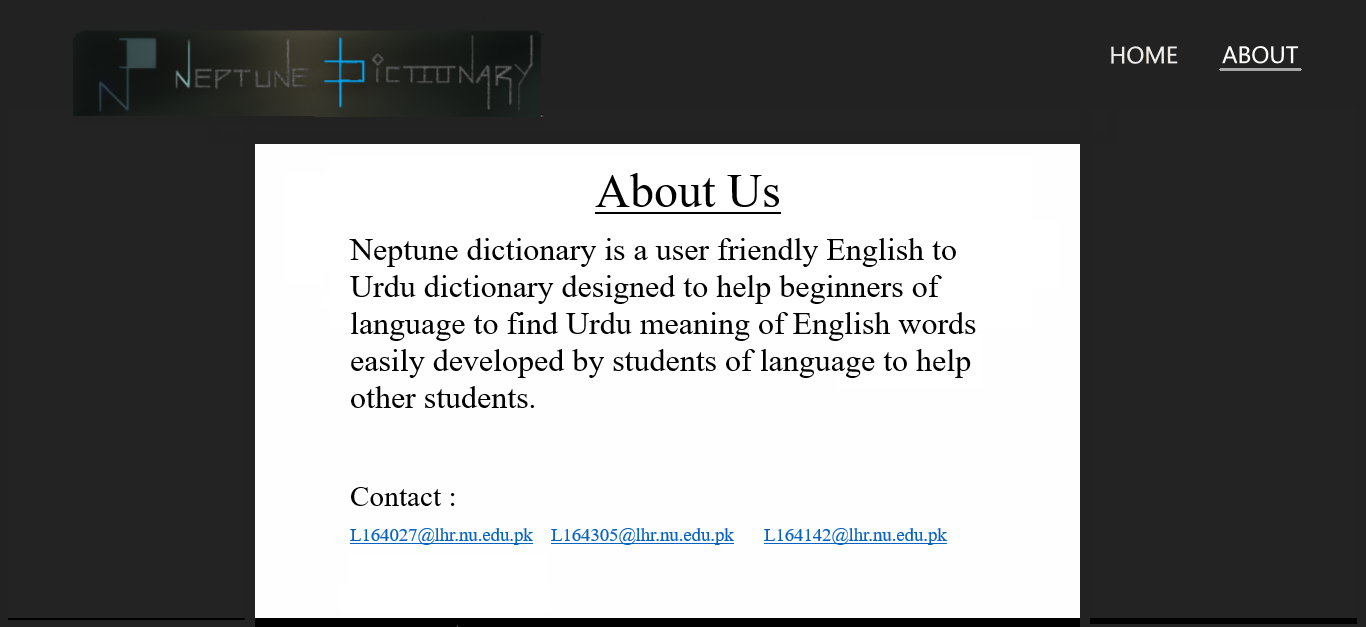 NEPTUNE DICTIONARY
HOME ABOUT
About Us
Neptune dictionary is a user friendly English to
Urdu dictionary designed to help beginners of
language to find Urdu meaning of English words
easily developed by students of language to help
other students.
Contact :
L164027@lhr.nu.edu.pk L164305@lhr.nu.edu.pk L164142@lhr.nu.edu.pk